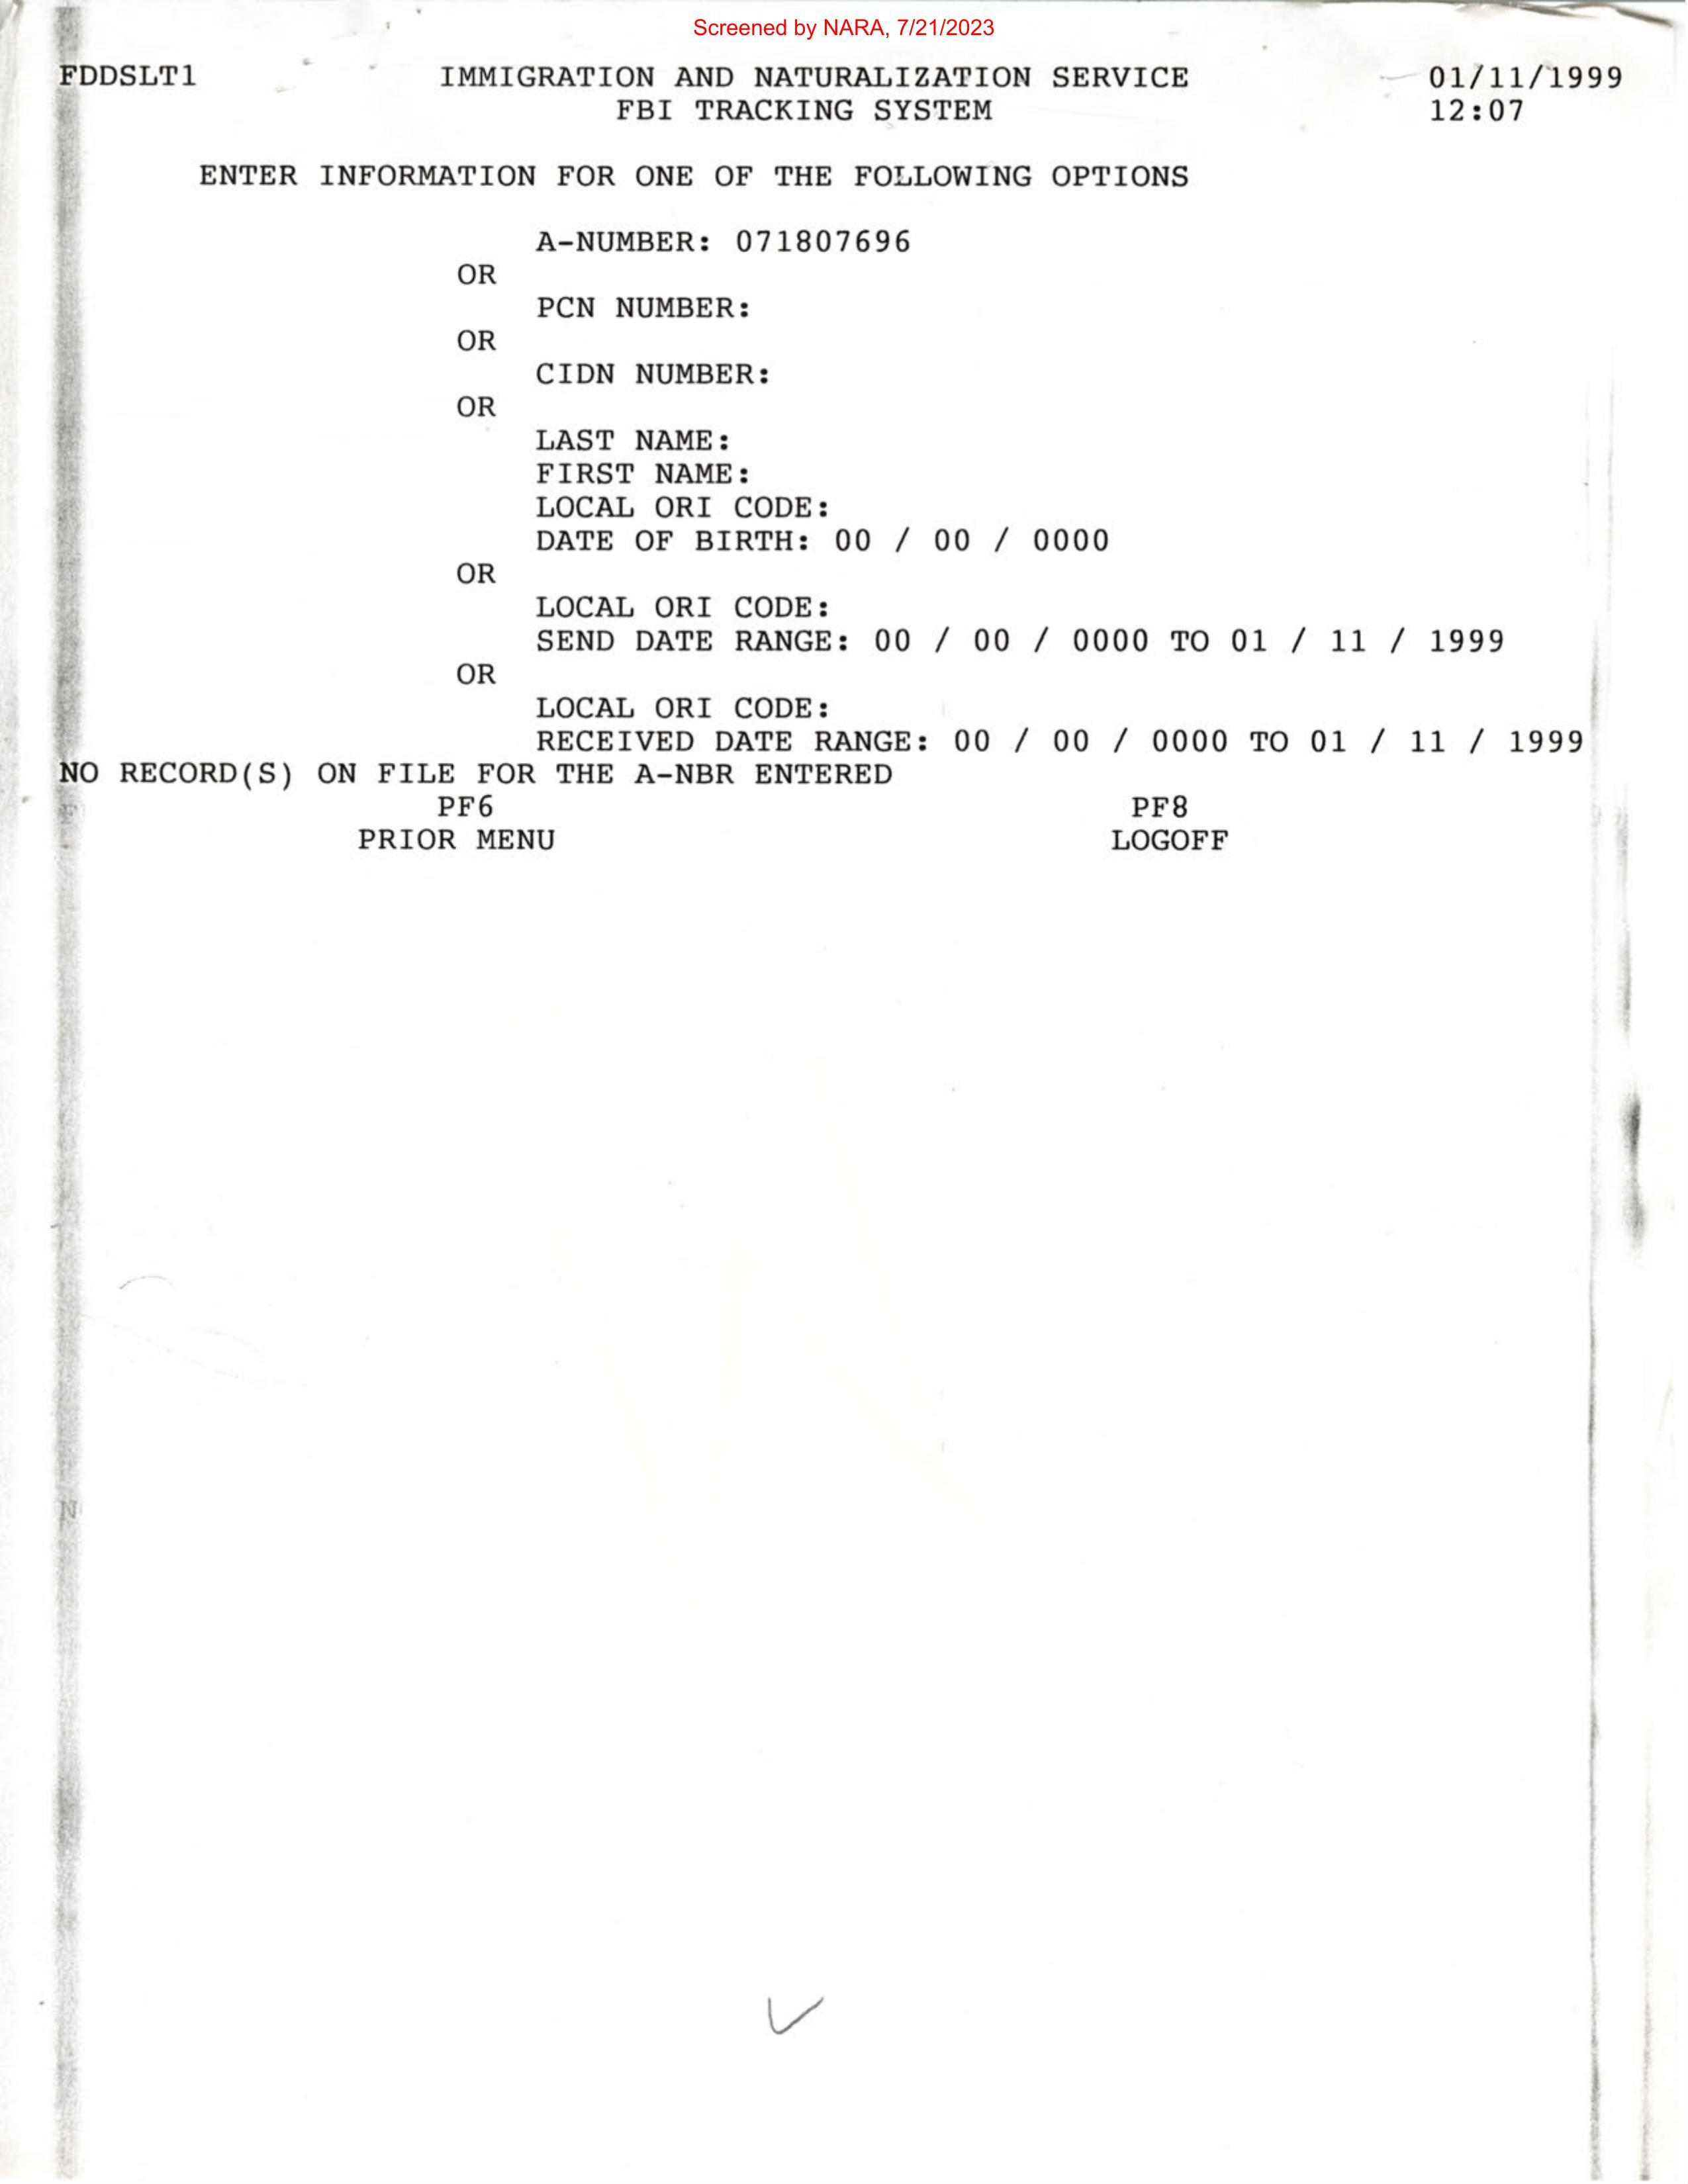 Screened by NARA, 7/21/2023
FDDSLT1 IMMIGRATION AND NATURALIZATION SERVICE 01/11/1999
FBI TRACKING SYSTEM 12:07
ENTER INFORMATION FOR ONE OF THE FOLLOWING OPTIONS
A-NUMBER: 071807696
OR
PCN NUMBER:
OR
CIDN NUMBER:
OR
LAST NAME:
FIRST NAME:
LOCAL ORI CODE:
DATE OF BIRTH: 00 / 00 / 0000
OR
LOCAL ORI CODE:
SEND DATE RANGE: 00 / 00 / 0000 TO 01 / 11 / 1999
OR
LOCAL ORI CODE:
RECEIVED DATE RANGE: 00 / 00 / 0000 TO 01 / 11 / 1999
NO RECORD(S) ON FILE FOR THE A-NBR ENTERED
PF6 PF8
PRIOR MENU LOGOFF
N